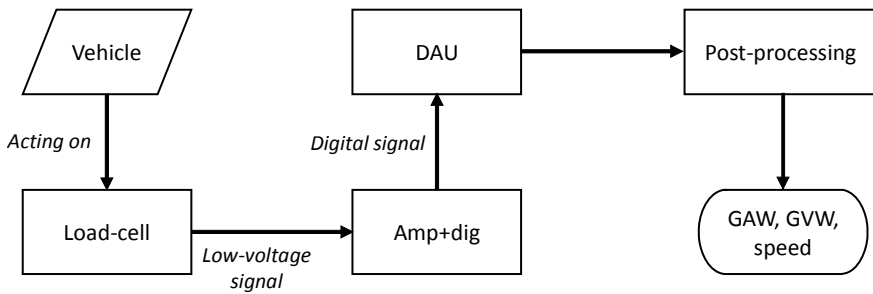 Vehicle
DAU
Post-processing
Acting on
Digital signal
Load-cell
Amp+dig
GAW, GVW,
speed
Low-voltage
signal